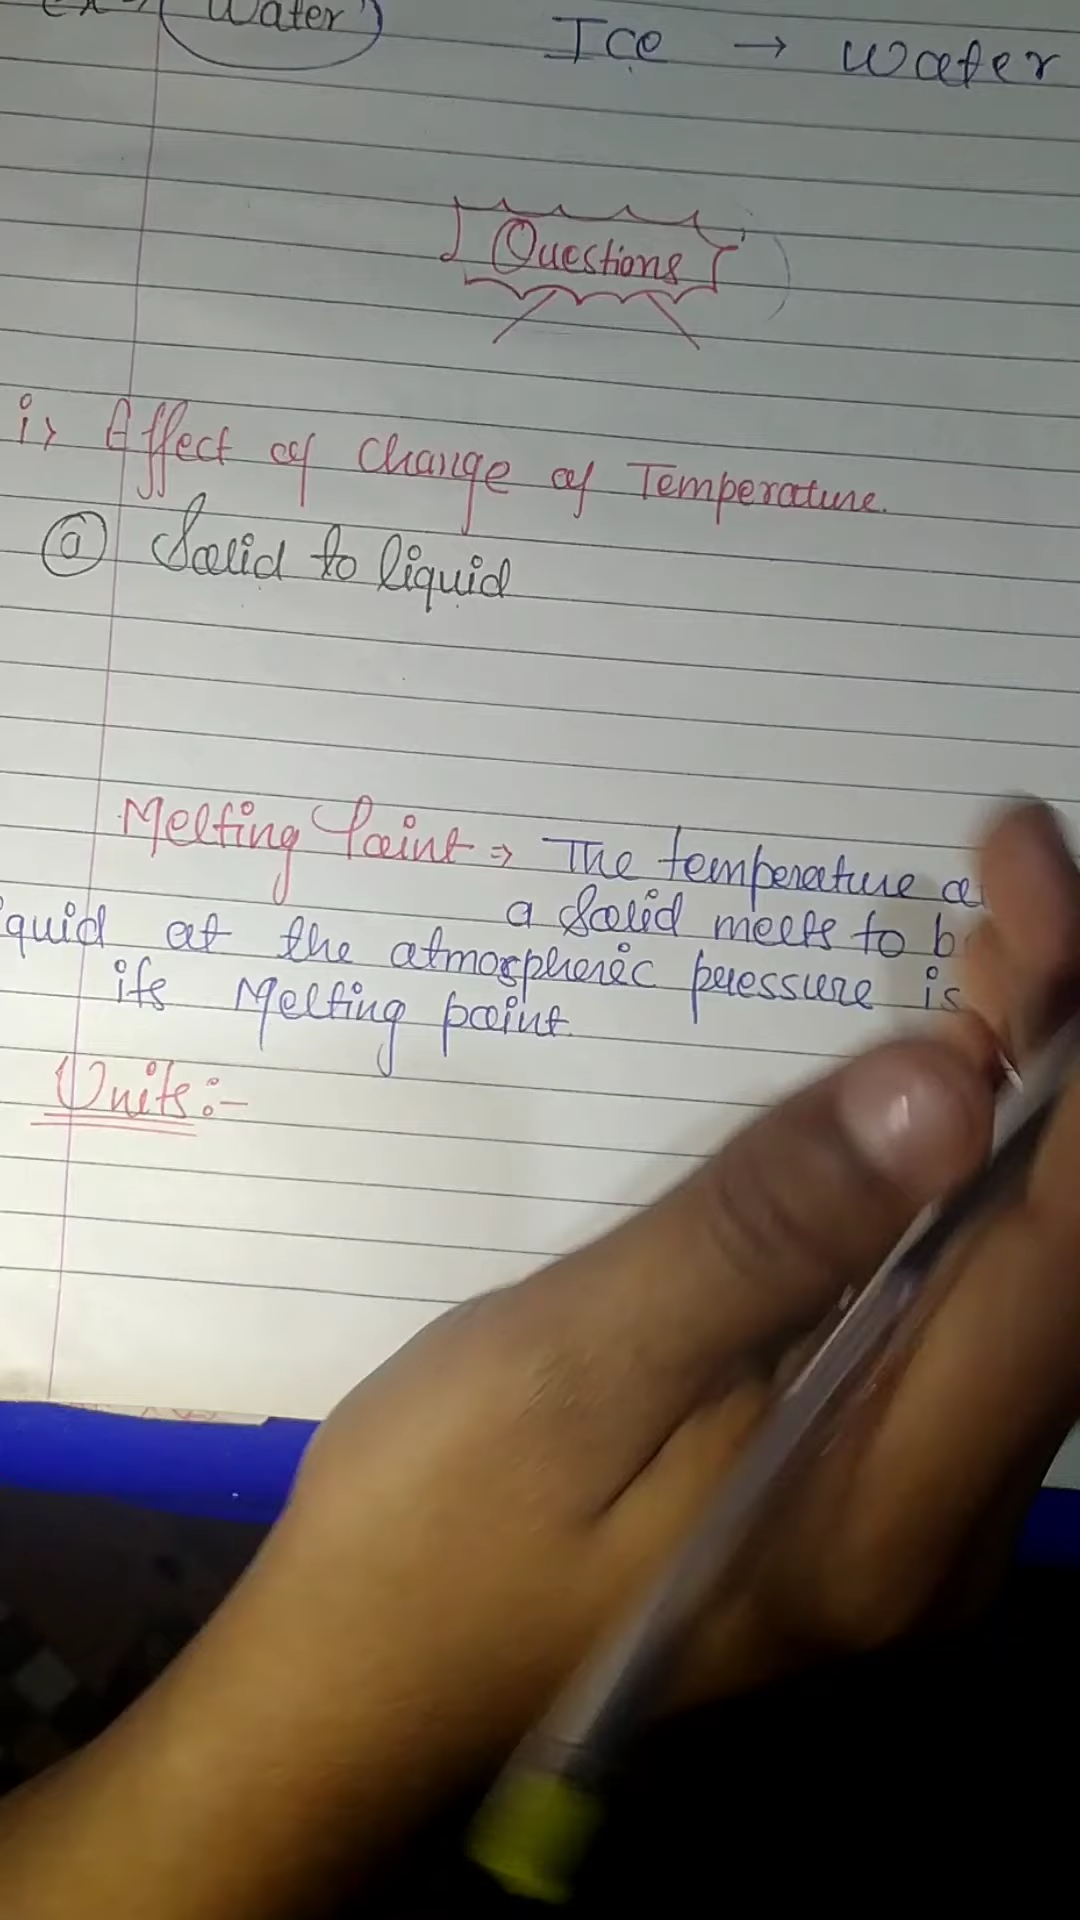 Water
Ice → water
Questions
i> Affect of Change of Temperature.
(a) Solid to liquid
Melting Point ⇒ The temperature
a solid melts to
quid at the atmospheric pressure is
its Melting point
Units:-